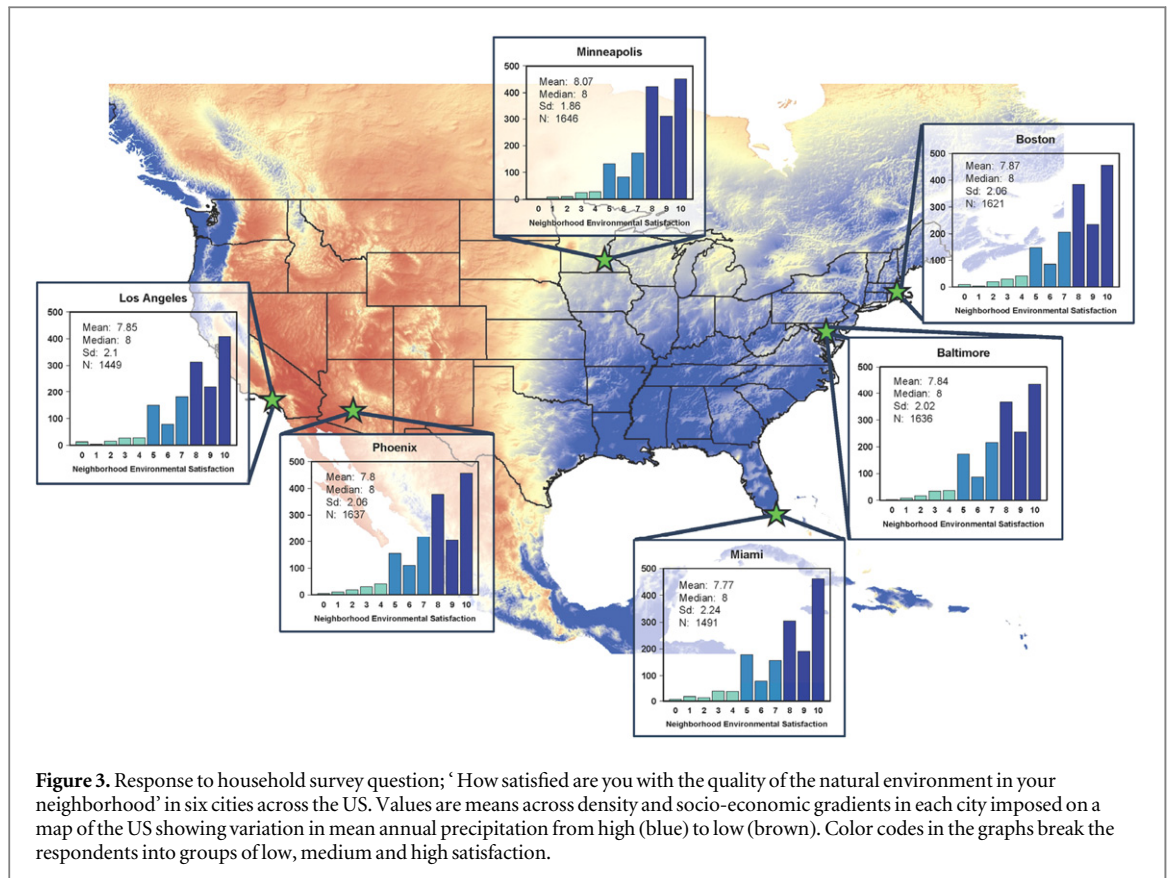 Minneapolis
500
400
300
200
100
0
Mean: 8.07
Median: 8
Sd: 1.86
N: 1646
0 1 2 3 4 5 6 7 8 9 10
Neighborhood Environmental Satisfaction
Boston
500
400
300
200
100
0
Mean: 7.87
Median: 8
Sd: 2.06
N: 1621
0 1 2 3 4 5 6 7 8 9 10
Neighborhood Environmental Satisfaction
Los Angeles
500
400
300
200
100
0
Mean: 7.85
Median: 8
Sd: 2.1
N: 1449
0 1 2 3 4 5 6 7 8 9 10
Neighborhood Environmental Satisfaction
Baltimore
500
400
300
200
100
0
Mean: 7.84
Median: 8
Sd: 2.02
N: 1636
0 1 2 3 4 5 6 7 8 9 10
Neighborhood Environmental Satisfaction
Phoenix
500
400
300
200
100
0
Mean: 7.8
Median: 8
Sd: 2.06
N: 1637
0 1 2 3 4 5 6 7 8 9 10
Neighborhood Environmental Satisfaction
Miami
500
400
300
200
100
0
Mean: 7.77
Median: 8
Sd: 2.24
N: 1491
0 1 2 3 4 5 6 7 8 9 10
Neighborhood Environmental Satisfaction
Figure 3. Response to household survey question; ‘ How satisfied are you with the quality of the natural environment in your
neighborhood’ in six cities across the US. Values are means across density and socio-economic gradients in each city imposed on a
map of the US showing variation in mean annual precipitation from high (blue) to low (brown). Color codes in the graphs break the
respondents into groups of low, medium and high satisfaction.